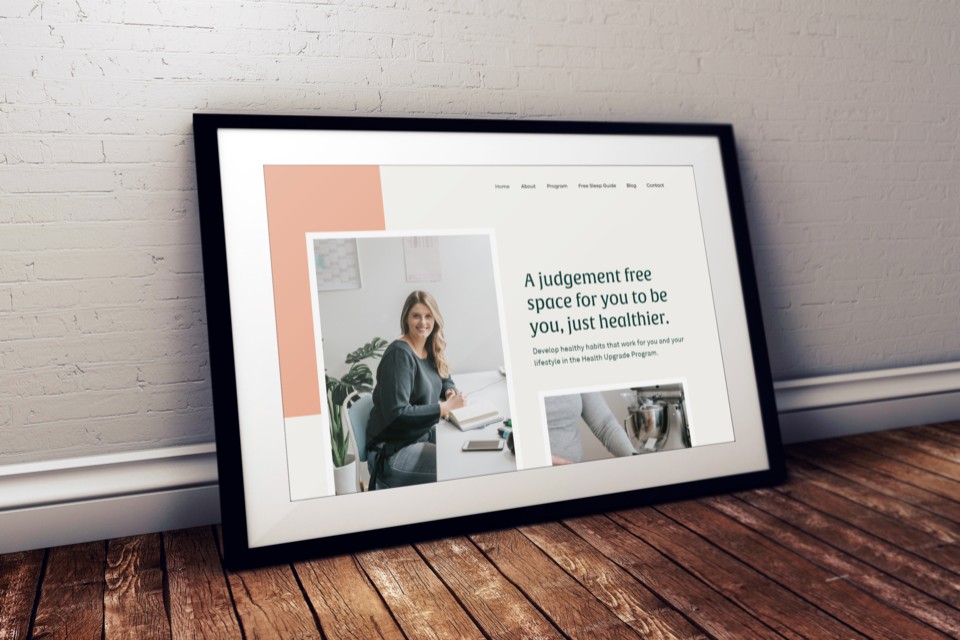 Home About Program Free Sleep Guide Blog Contact
A judgement free
space for you to be
you, just healthier.
Develop healthy habits that work for you and your
lifestyle in the Health Upgrade Program.